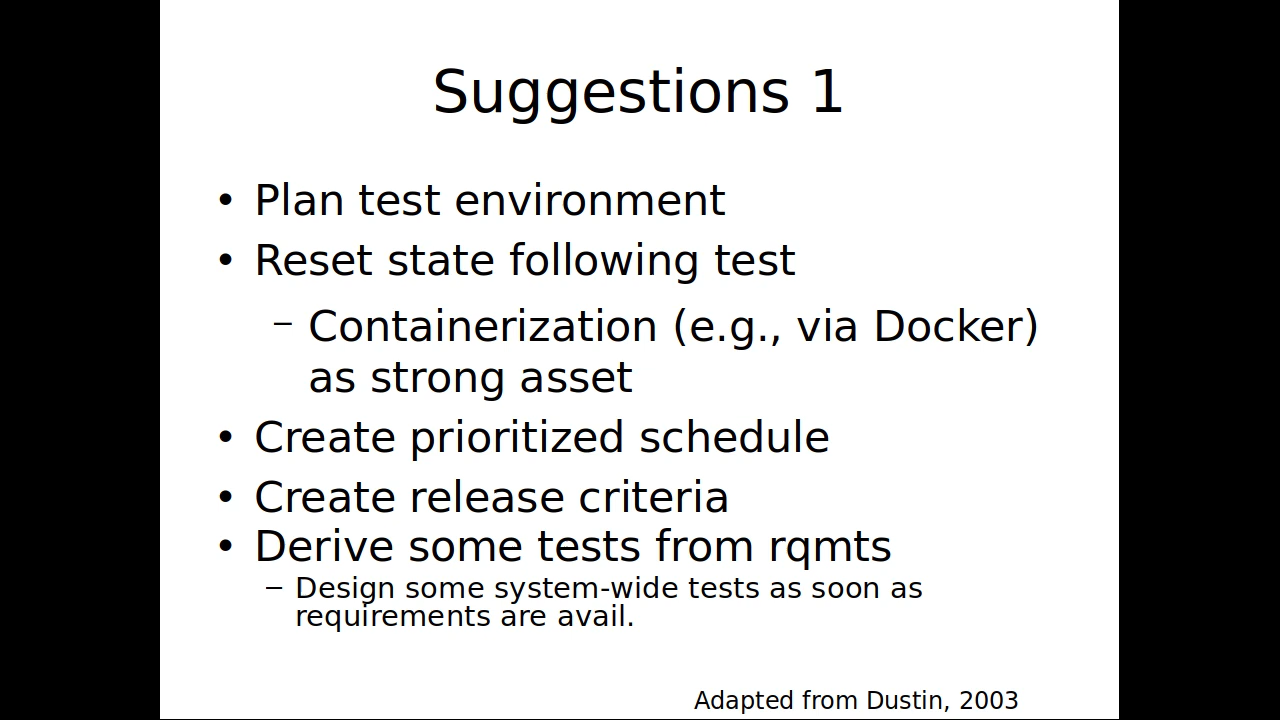 Suggestions 1
• Plan test environment
• Reset state following test
– Containerization (e.g., via Docker)
as strong asset
• Create prioritized schedule
• Create release criteria
• Derive some tests from rqmts
– Design some system-wide tests as soon as
requirements are avail.
Adapted from Dustin, 2003